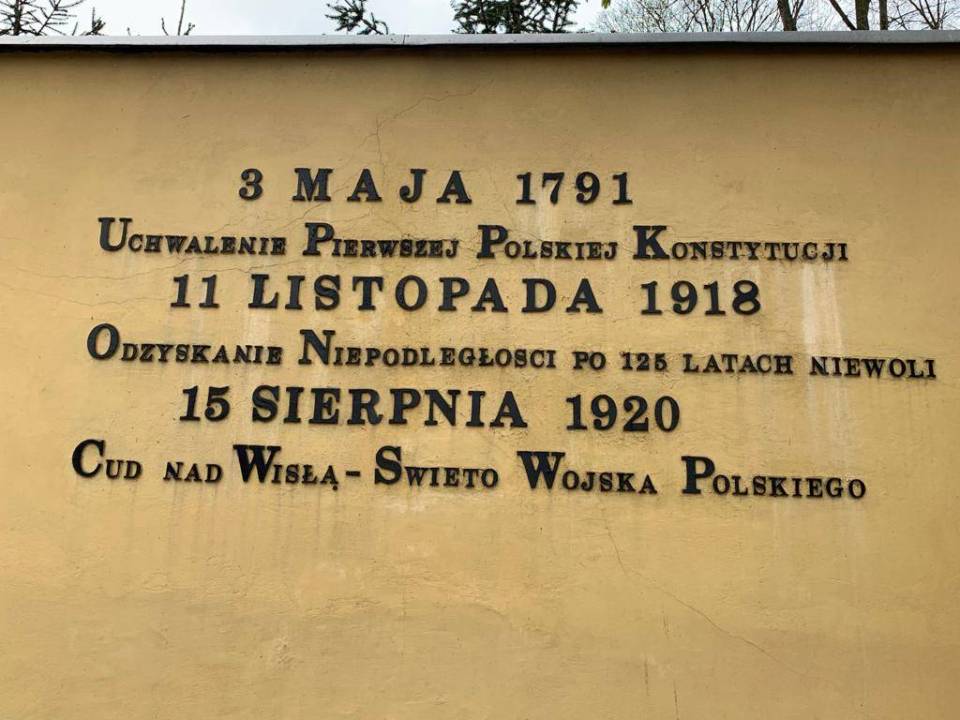 3 MAJA 1791
Uchwalenie Pierwszej Polskiej Konstytucji
11 LISTOPADA 1918
Odzyskanie Niepodległosci po 125 latach niewoli
15 SIERPNIA 1920
Cud nad Wisłą - Swieto Wojska Polskiego